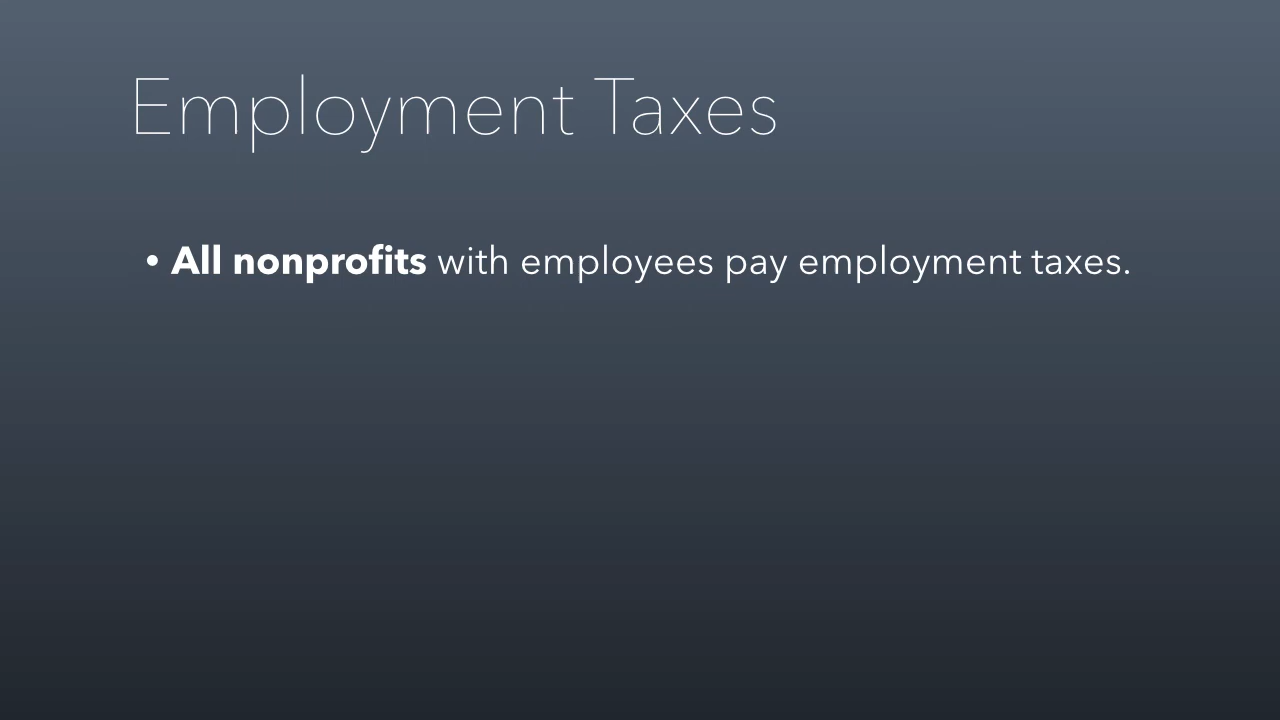 Employment Taxes
• All nonprofits with employees pay employment taxes.